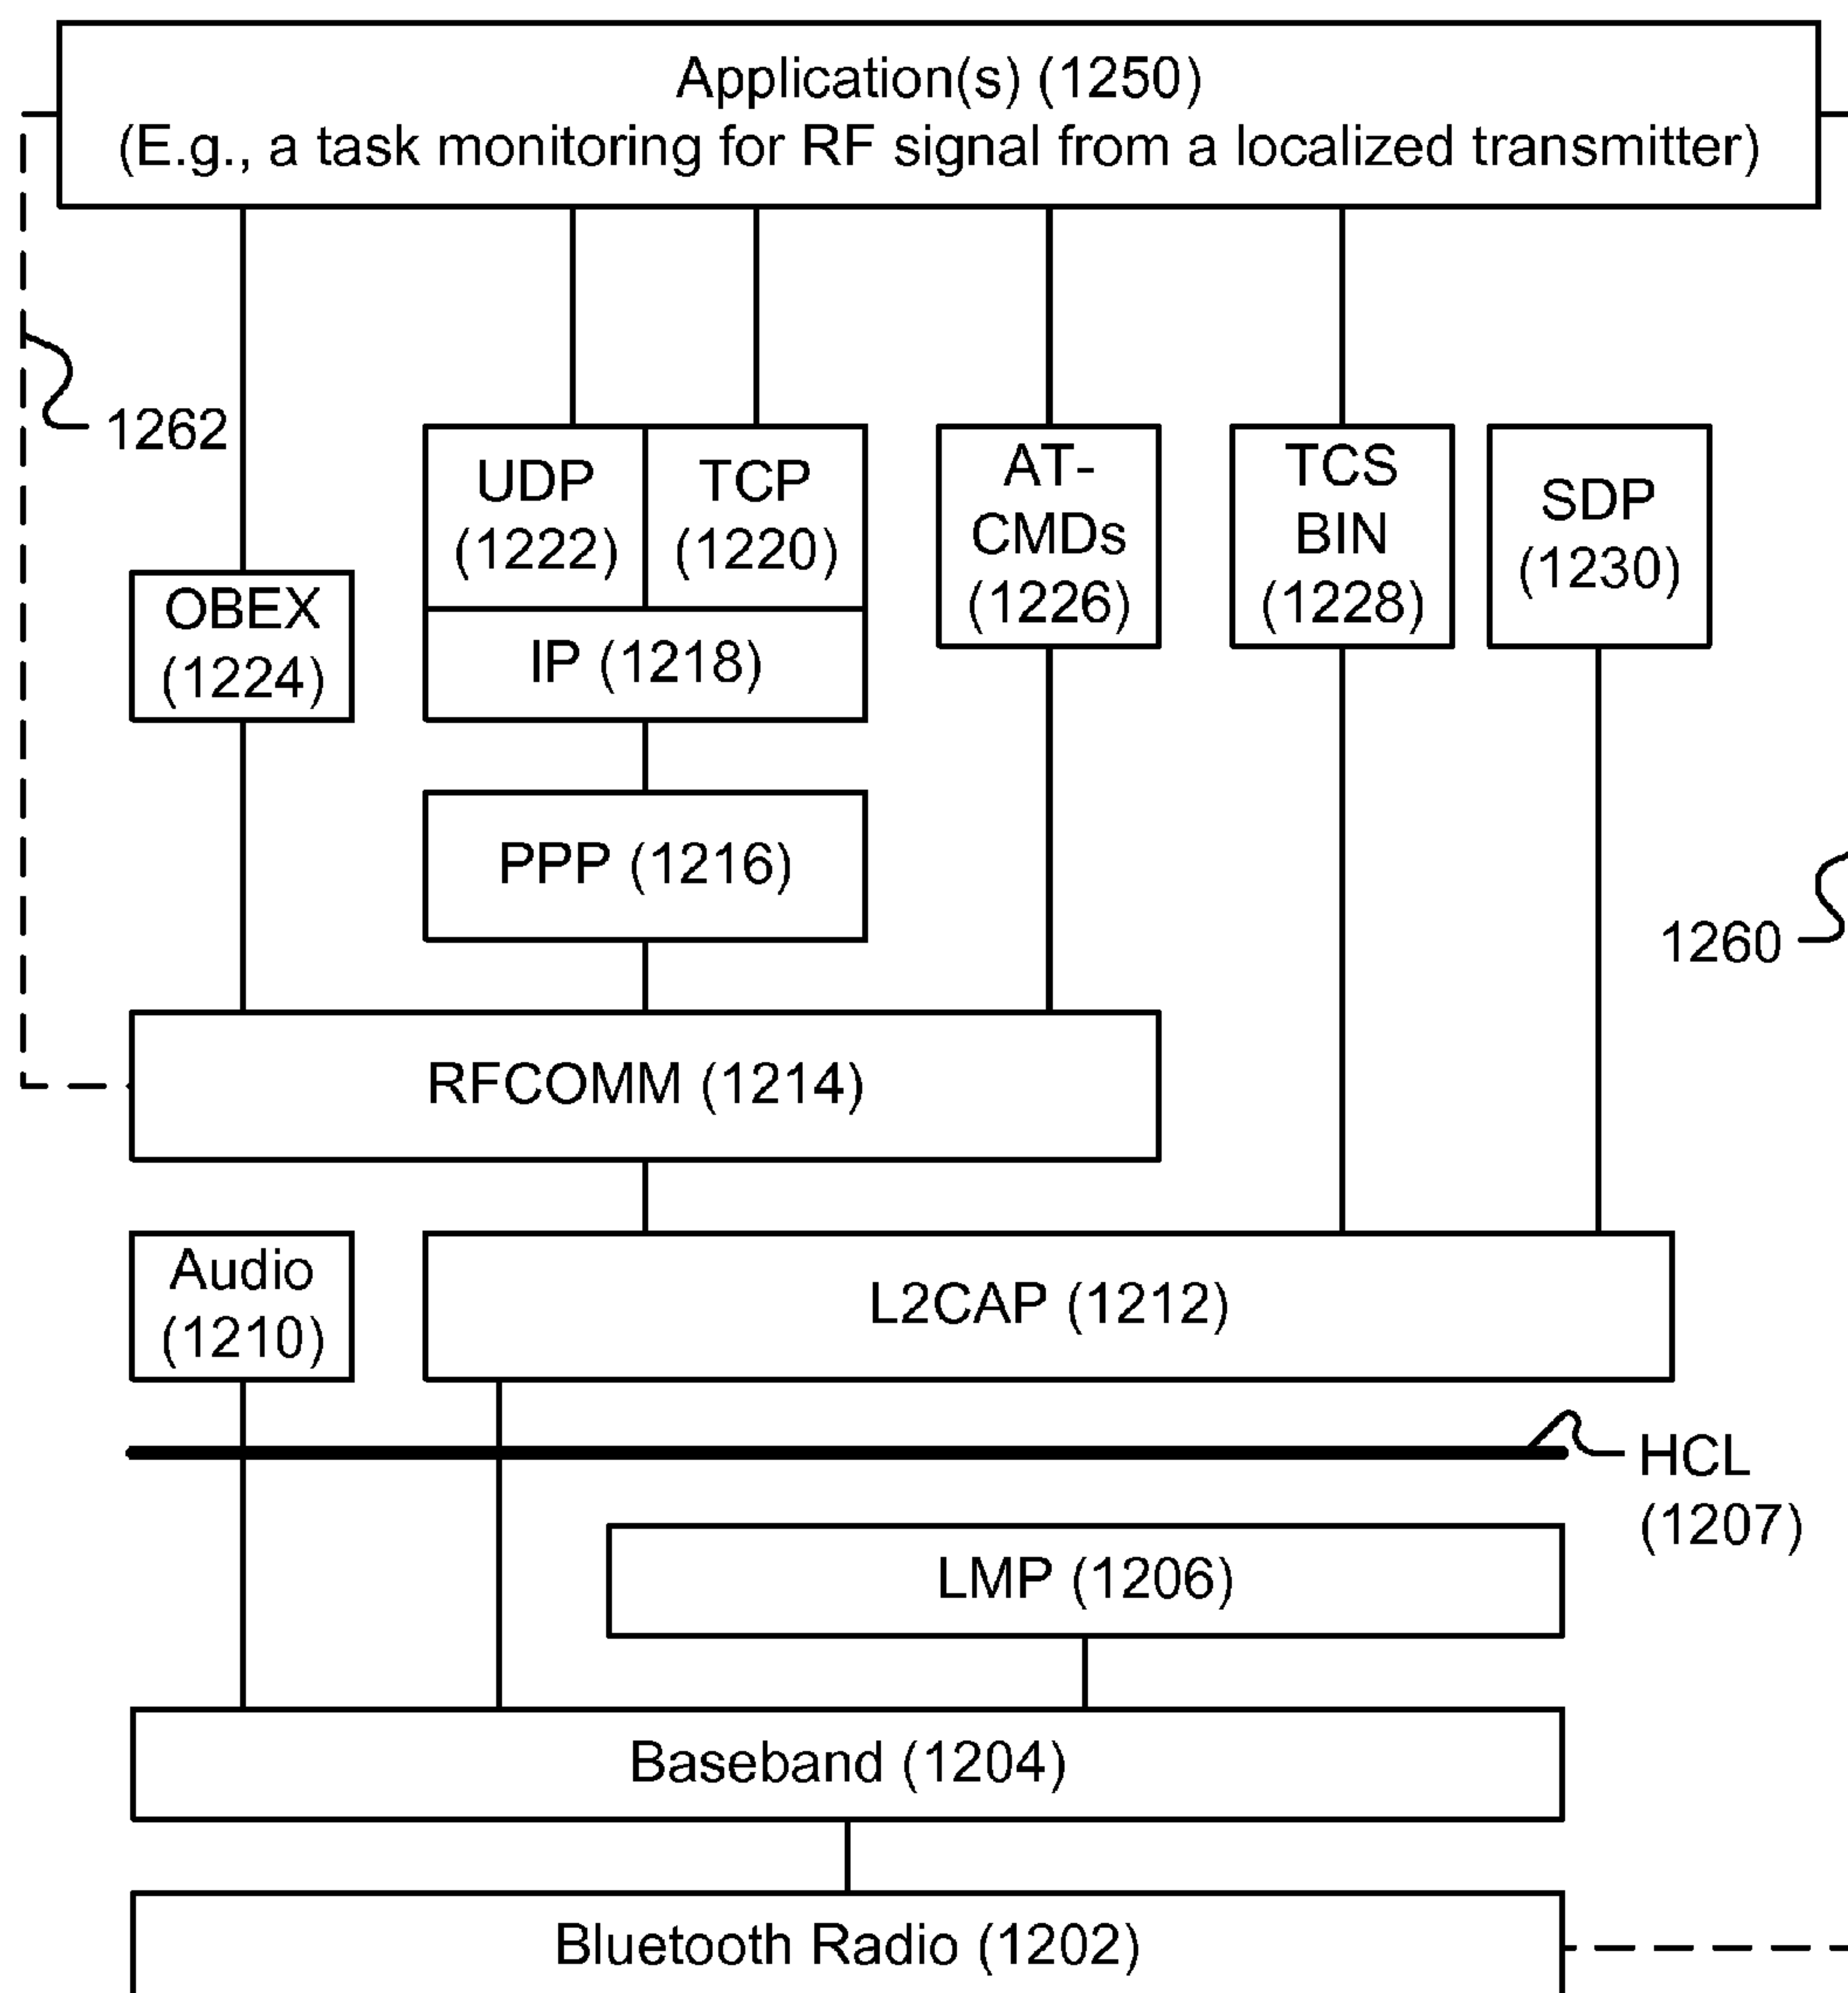 Application(s) (1250)
(E.g., a task monitoring for RF signal from a localized transmitter)
1262
UDP
(1222)
TCP
(1220)
AT-
CMDs
(1226)
TCS
BIN
(1228)
SDP
(1230)
OBEX
(1224)
IP (1218)
PPP (1216)
1260
RFCOMM (1214)
Audio
(1210)
L2CAP (1212)
HCL
(1207)
LMP (1206)
Baseband (1204)
Bluetooth Radio (1202)